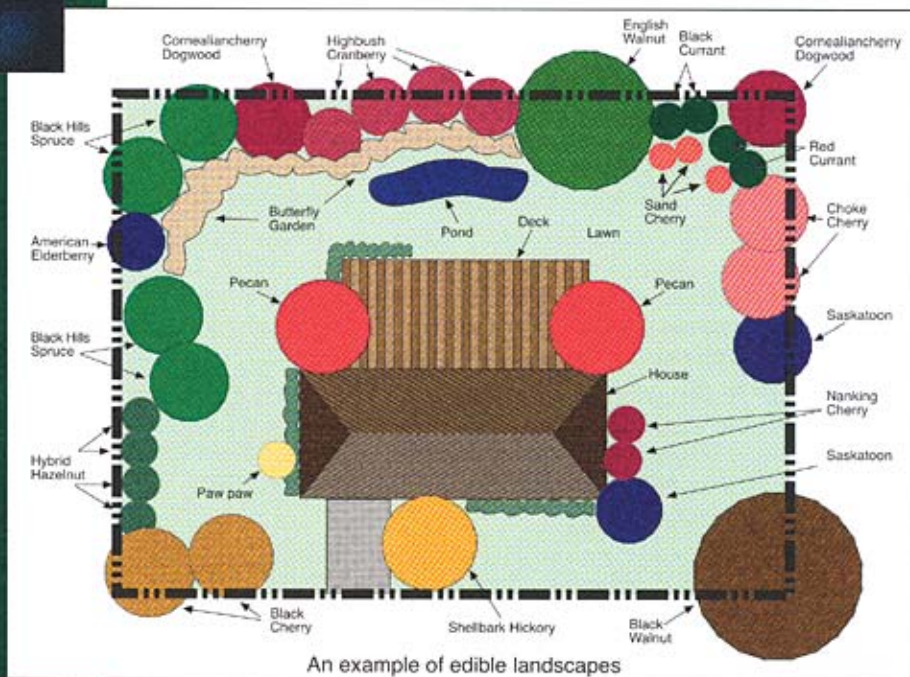 Cornealiancherry
Dogwood
Highbush
Cranberry
English
Walnut
Black
Currant
Cornealiancherry
Dogwood
Black Hills
Spruce
Red
Currant
Sand
Cherry
Butterfly
Garden
Pond
Deck
Lawn
Choke
Cherry
American
Elderberry
Pecan
Pecan
Saskatoon
Black Hills
Spruce
House
Nanking
Cherry
Hybrid
Hazelnut
Paw paw
Saskatoon
Black
Cherry
Shellbark Hickory
Black
Walnut
An example of edible landscapes